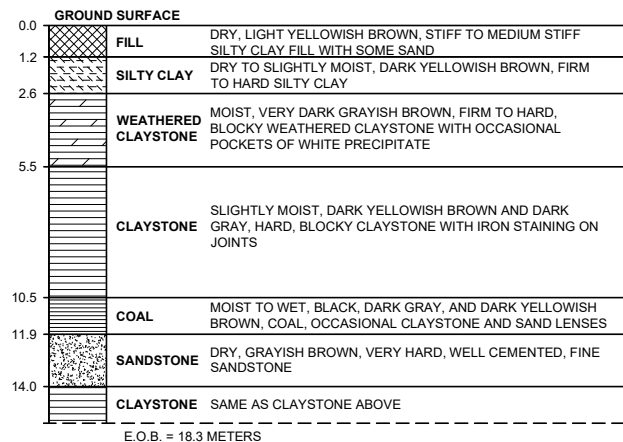 GROUND SURFACE
0.0
FILL
DRY, LIGHT YELLOWISH BROWN, STIFF TO MEDIUM STIFF
SILTY CLAY FILL WITH SOME SAND
1.2
SILTY CLAY
DRY TO SLIGHTLY MOIST, DARK YELLOWISH BROWN, FIRM
TO HARD SILTY CLAY
2.6
WEATHERED
CLAYSTONE
MOIST, VERY DARK GRAYISH BROWN, FIRM TO HARD,
BLOCKY WEATHERED CLAYSTONE WITH OCCASIONAL
POCKETS OF WHITE PRECIPITATE
5.5
CLAYSTONE
SLIGHTLY MOIST, DARK YELLOWISH BROWN AND DARK
GRAY, HARD, BLOCKY CLAYSTONE WITH IRON STAINING ON
JOINTS
10.5
COAL
MOIST TO WET, BLACK, DARK GRAY, AND DARK YELLOWISH
BROWN, COAL, OCCASIONAL CLAYSTONE AND SAND LENSES
11.9
SANDSTONE
DRY, GRAYISH BROWN, VERY HARD, WELL CEMENTED, FINE
SANDSTONE
14.0
CLAYSTONE
SAME AS CLAYSTONE ABOVE
E.O.B. = 18.3 METERS